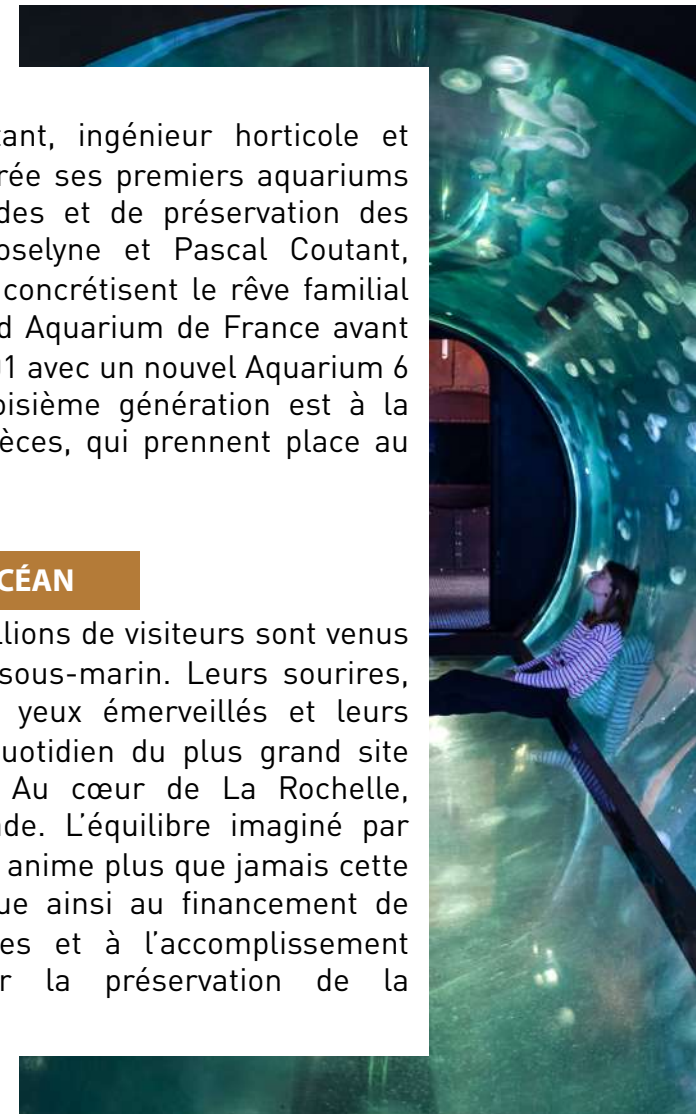 tant, ingénieur horticole et
rée ses premiers aquariums
des et de préservation des
oselyne et Pascal Coutant,
concrétisent le rêve familial
d Aquarium de France avant
01 avec un nouvel Aquarium 6
oisième génération est à la
èces, qui prennent place au
CÉAN
llions de visiteurs sont venus
sous-marin. Leurs sourires,
yeux émerveillés et leurs
uotidien du plus grand site
Au cœur de La Rochelle,
de. L’équilibre imaginé par
anime plus que jamais cette
ue ainsi au financement de
es et à l’accomplissement
r la préservation de la